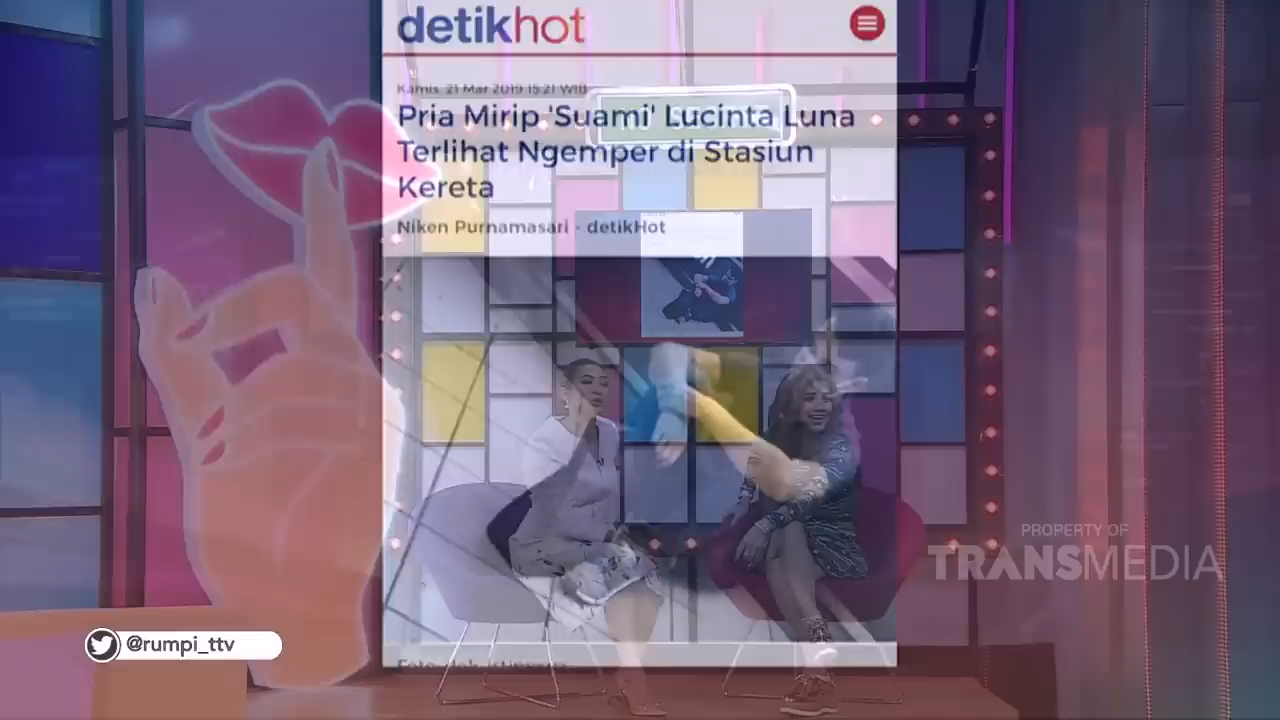 detikhot
Kamis, 21 Mar 2019 15:21 WIB
Pria Mirip 'Suami' Lucinta Luna
Terlihat Ngemper di Stasiun
Kereta
Niken Purnamasari - detikHot
PROPERTY OF
TRANSMEDIA
@rumpi_ttv